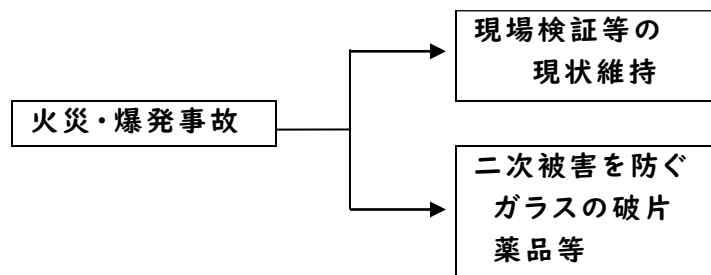 火災・爆発事故
現場検証等の
現状維持
二次被害を防ぐ
ガラスの破片
薬品等